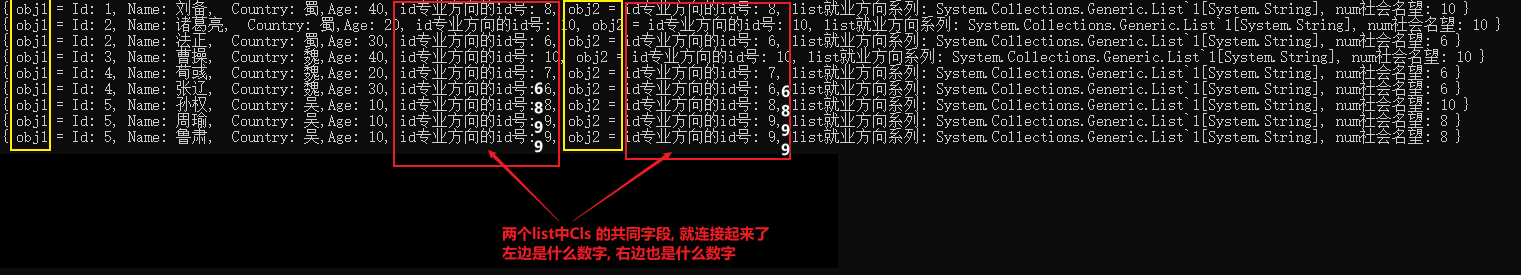 { obj1 = Id: 1, Name: 刘备, Country: 蜀,Age: 40, id专业方向的id号: 8, obj2 = id专业方向的id号: 8, list就业方向系列: System.Collections.Generic.List`1[System.String], num社会名望: 10 }
{ obj1 = Id: 2, Name: 诸葛亮, Country: 蜀,Age: 20, id专业方向的id号: 10, obj2 = id专业方向的id号: 10, list就业方向系列: System.Collections.Generic.List`1[System.String], num社会名望: 10 }
{ obj1 = Id: 2, Name: 法正, Country: 蜀,Age: 30, id专业方向的id号: 6, obj2 = id专业方向的id号: 6, list就业方向系列: System.Collections.Generic.List`1[System.String], num社会名望: 6 }
{ obj1 = Id: 3, Name: 曹操, Country: 魏,Age: 40, id专业方向的id号: 10, obj2 = id专业方向的id号: 10, list就业方向系列: System.Collections.Generic.List`1[System.String], num社会名望: 10 }
{ obj1 = Id: 4, Name: 荀彧, Country: 魏,Age: 20, id专业方向的id号: 7, obj2 = id专业方向的id号: 7, list就业方向系列: System.Collections.Generic.List`1[System.String], num社会名望: 6 }
{ obj1 = Id: 4, Name: 张辽, Country: 魏,Age: 30, id专业方向的id号: 6, obj2 = id专业方向的id号: 6, list就业方向系列: System.Collections.Generic.List`1[System.String], num社会名望: 6 }
{ obj1 = Id: 5, Name: 孙权, Country: 吴,Age: 10, id专业方向的id号: 8, obj2 = id专业方向的id号: 8, list就业方向系列: System.Collections.Generic.List`1[System.String], num社会名望: 10 }
{ obj1 = Id: 5, Name: 周瑜, Country: 吴,Age: 10, id专业方向的id号: 9, obj2 = id专业方向的id号: 9, list就业方向系列: System.Collections.Generic.List`1[System.String], num社会名望: 8 }
{ obj1 = Id: 5, Name: 鲁肃, Country: 吴,Age: 10, id专业方向的id号: 9, obj2 = id专业方向的id号: 9, list就业方向系列: System.Collections.Generic.List`1[System.String], num社会名望: 8 }
6
8
9
9
6
8
9
9
两个list中Cls 的共同字段, 就连接起来了
左边是什么数字, 右边也是什么数字